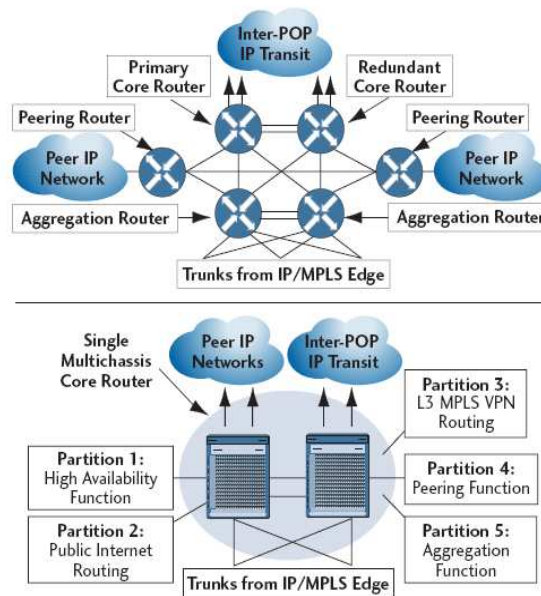 Inter-POP
IP Transit
Primary
Core Router
Redundant
Core Router
Peering Router
Peering Router
Peer IP
Network
Peer IP
Network
Aggregation Router
Aggregation Router
Trunks from IP/MPLS Edge
Single
Multichassis
Core Router
Peer IP
Networks
Inter-POP
IP Transit
Partition 3:
L3 MPLS VPN
Routing
Partition 1:
High Availability
Function
Partition 4:
Peering Function
Partition 2:
Public Internet
Routing
Partition 5:
Aggregation
Function
Trunks from IP/MPLS Edge